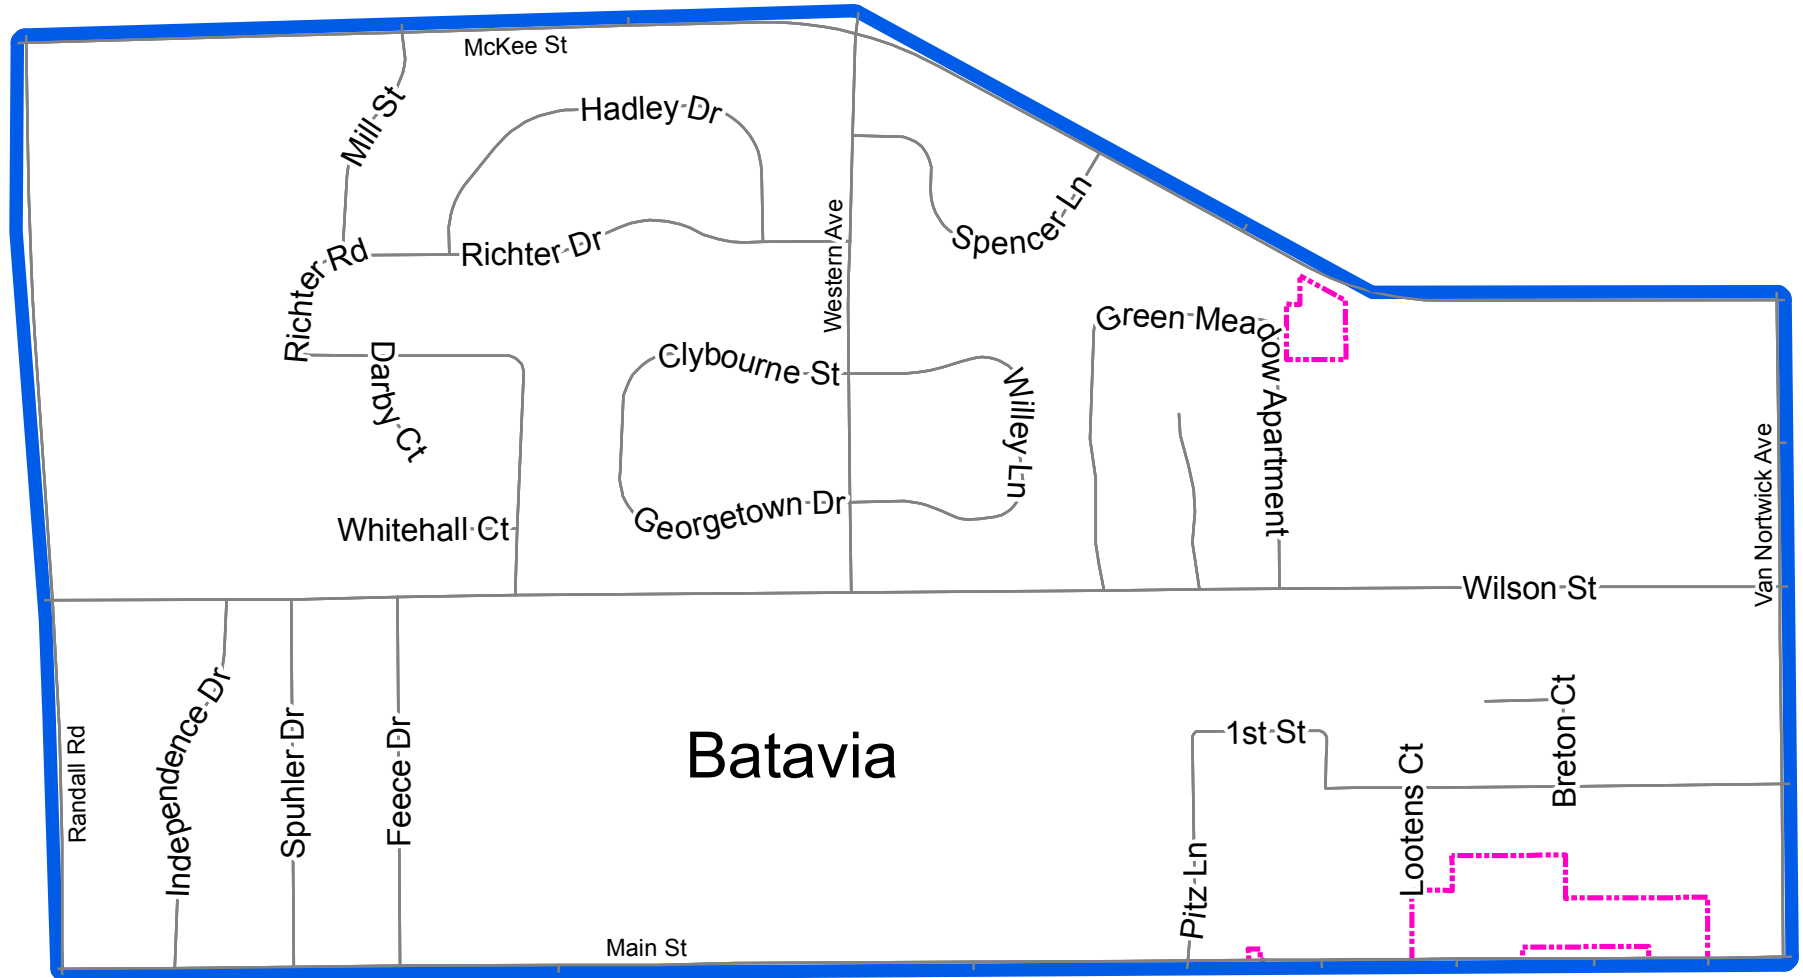 McKee St
Mill St
Hadley Dr
Richter Rd
Richter Dr
Western Ave
Spencer Ln
Green Meadow Apartment
Darby Ct
Clybourne St
Willey Ln
Georgetown Dr
Whitehall Ct
Van Nortwick Ave
Wilson St
Independence Dr
Spuhler Dr
Feece Dr
Randall Rd
Batavia
1st St
Breton Ct
Lootens Ct
Pitz Ln
Main St